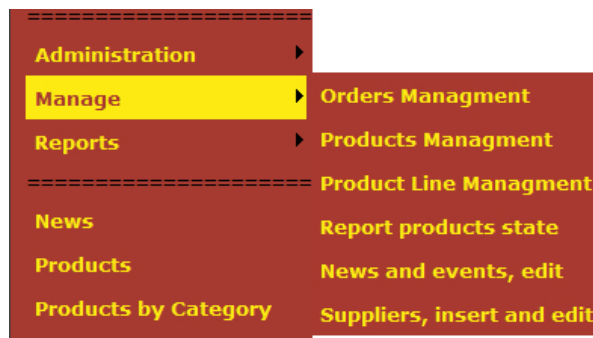 =====================
Administration
Manage
Reports
=====================
News
Products
Products by Category
Orders Managment
Products Managment
Product Line Managment
Report products state
News and events, edit
Suppliers, insert and edit